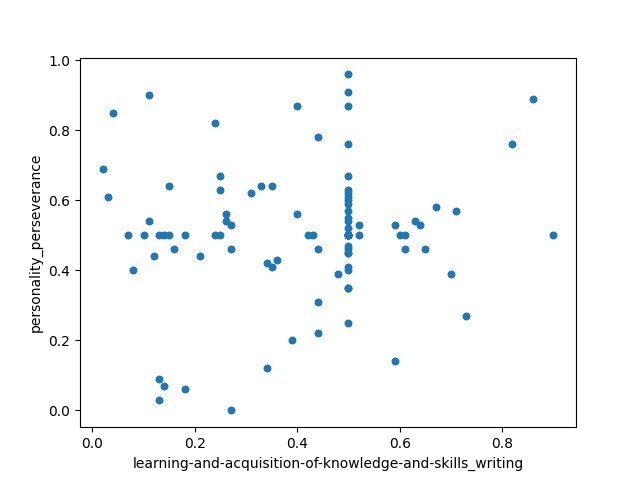 1.0
0.8
0.6
0.4
0.2
0.0
personality_perseverance
0.0 0.2 0.4 0.6 0.8
learning-and-acquisition-of-knowledge-and-skills_writing